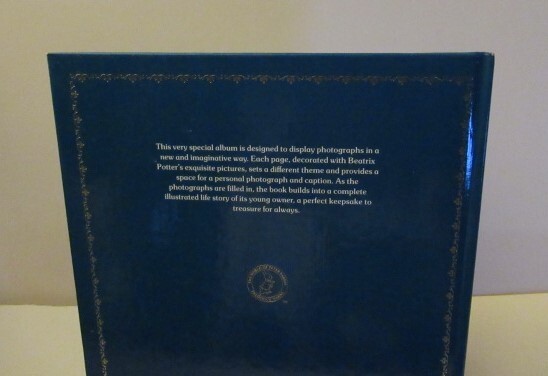 This very special album is designed to display photographs in a
new and imaginative way. Each page, decorated with Beatrix
Potter's exquisite pictures, sets a different theme and provides a
space for a personal photograph and caption. As the
photographs are filled in, the book builds into a complete
illustrated life story of its young owner, a perfect keepsake to
treasure for always.